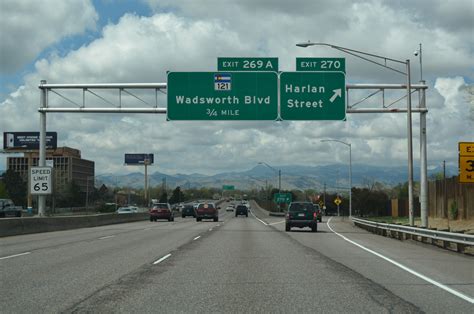 EXIT 269 A
121
Wadsworth Blvd
3/4 MILE
EXIT 270
Harlan
Street
SPEED LIMIT
65